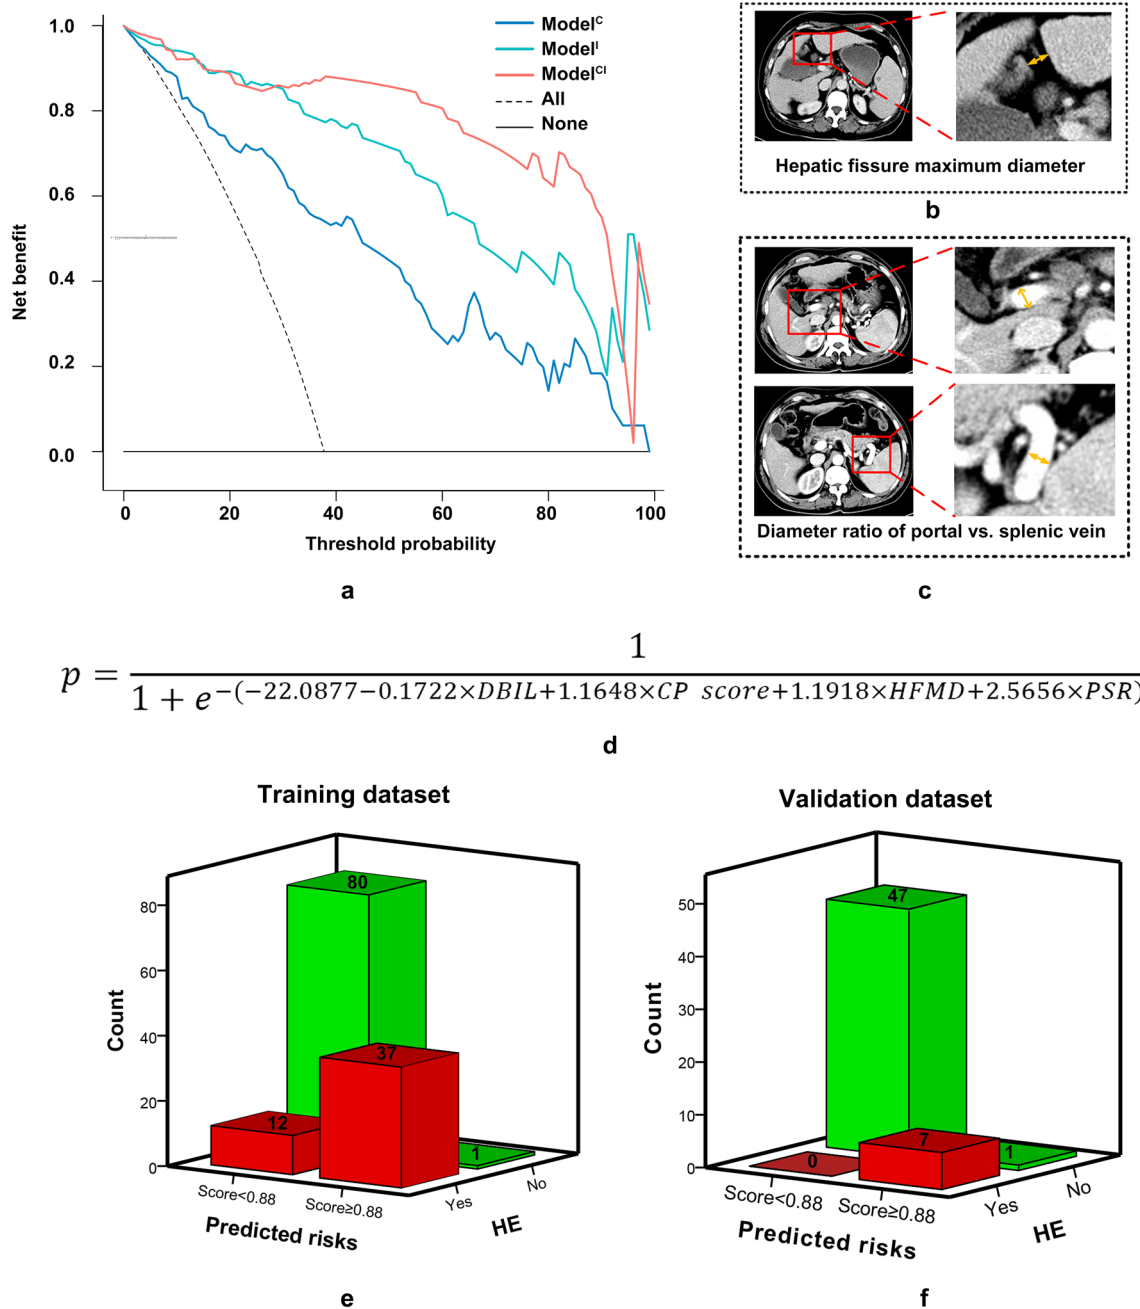 Model^C
Model^I
Model^CI
All
None
1.0
0.8
0.6
0.4
0.2
0.0
Net benefit
0
20
40
60
80
100
Threshold probability
a
Hepatic fissure maximum diameter
b
Diameter ratio of portal vs. splenic vein
c
p = 1 / 1 + e^−(−22.0877−0.1722×DBIL+1.1648×CP score+1.1918×HFMD+2.5656×PSR)
d
Training dataset
80
60
40
20
0
Count
80
37
12
1
Score<0.88
Score≥0.88
Yes
No
Predicted risks
HE
e
Validation dataset
50
40
30
20
10
0
Count
47
7
0
1
Score<0.88
Score≥0.88
Yes
No
Predicted risks
HE
f